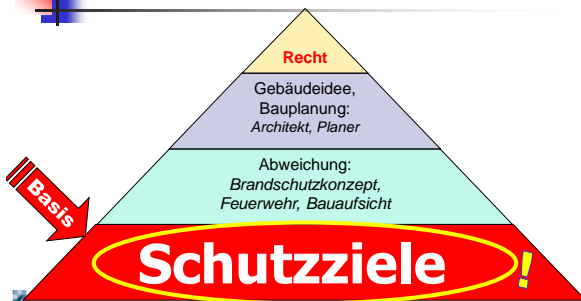 Recht
Gebäudeidee,
Bauplanung:
Architekt, Planer
Abweichung:
Brandschutzkonzept,
Feuerwehr, Bauaufsicht
Basis
Schutzziele !